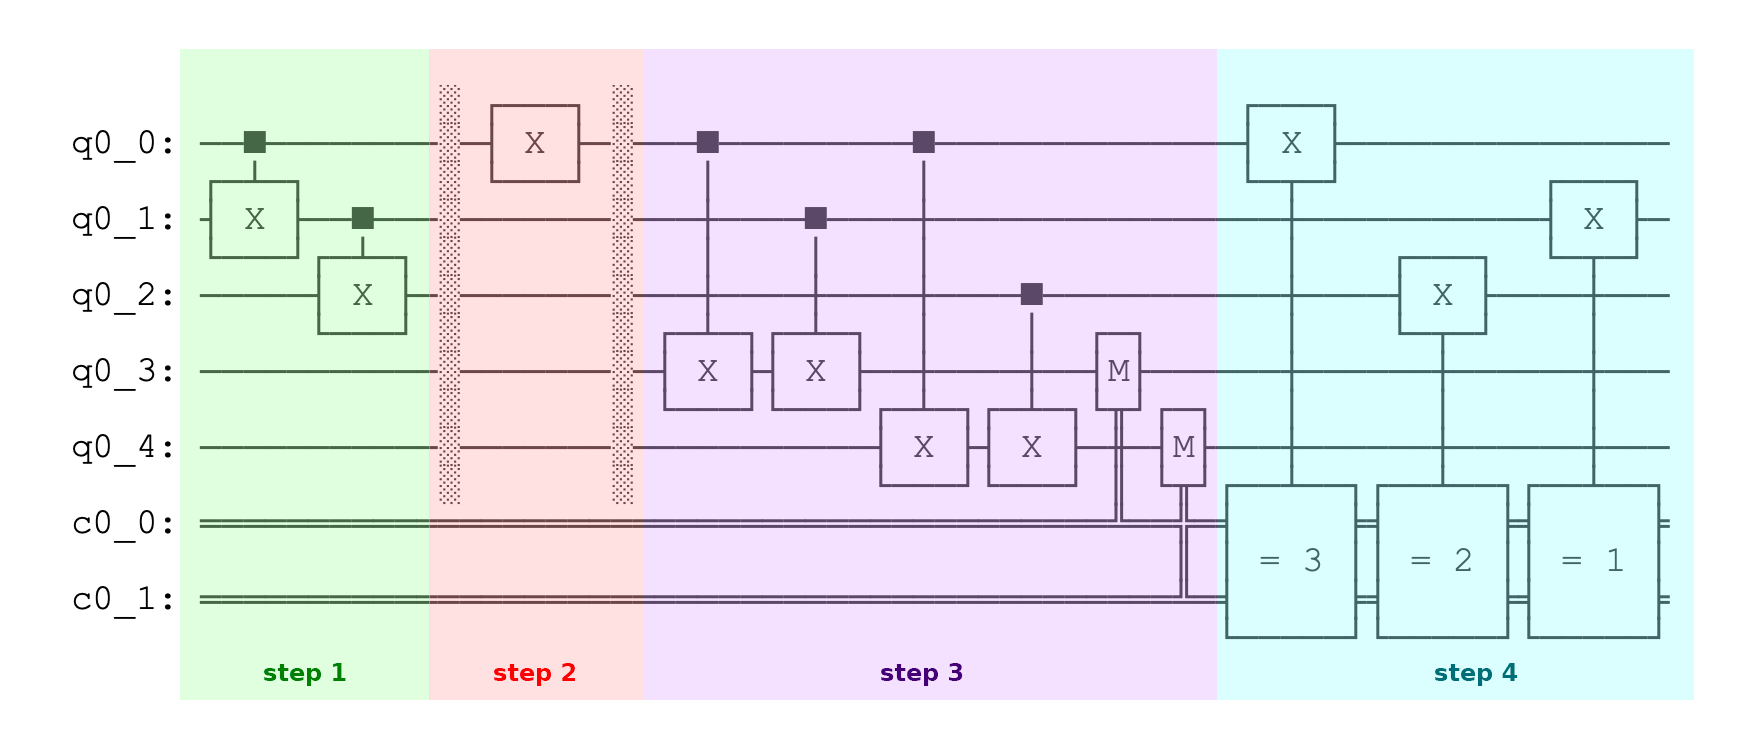 q0_0: X X
q0_1: X X
q0_2: X X
q0_3: X X M
q0_4: X X M
c0_0:
= 3 = 2 = 1
c0_1:
step 1 step 2 step 3 step 4